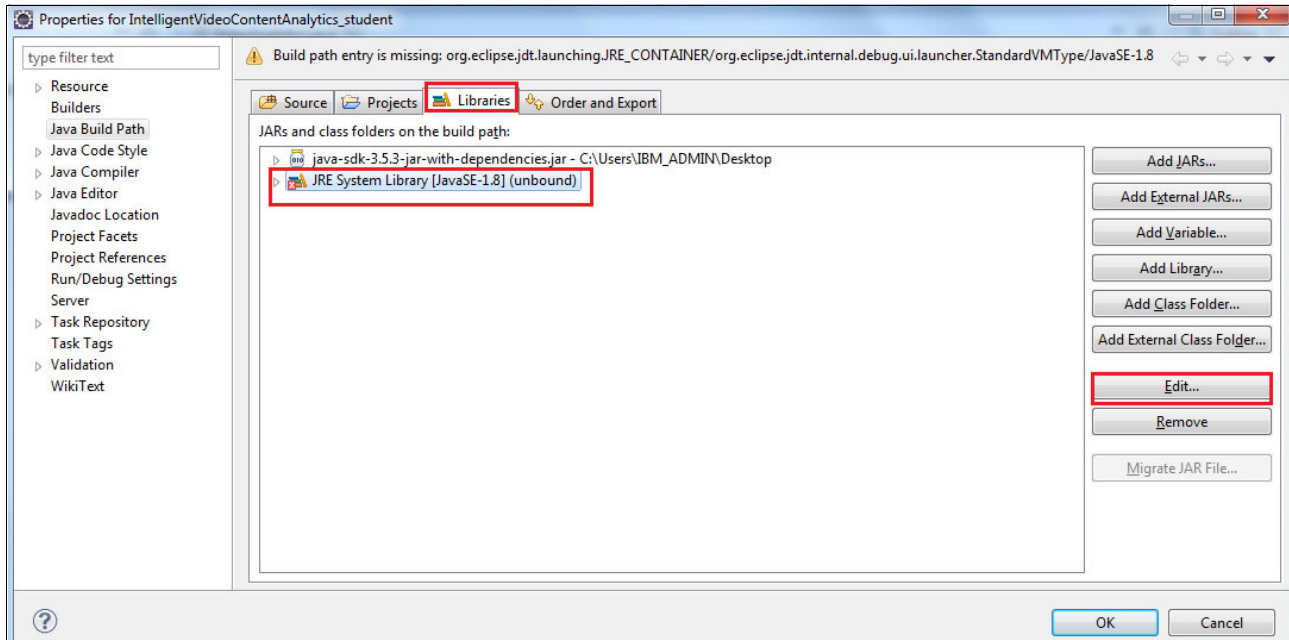 Properties for IntelligentVideoContentAnalytics_student
type filter text
Build path entry is missing: org.eclipse.jdt.launching.JRE_CONTAINER/org.eclipse.jdt.internal.debug.ui.launcher.StandardVMType/JavaSE-1.8
Resource
Builders
Java Build Path
Java Code Style
Java Compiler
Java Editor
Javadoc Location
Project Facets
Project References
Run/Debug Settings
Server
Task Repository
Task Tags
Validation
WikiText
Source Projects Libraries Order and Export
JARs and class folders on the build path:
010 java-sdk-3.5.3-jar-with-dependencies.jar - C:\Users\IBM_ADMIN\Desktop
JRE System Library [JavaSE-1.8] (unbound)
Add JARs...
Add External JARs...
Add Variable...
Add Library...
Add Class Folder...
Add External Class Folder...
Edit...
Remove
Migrate JAR File...
?
OK Cancel